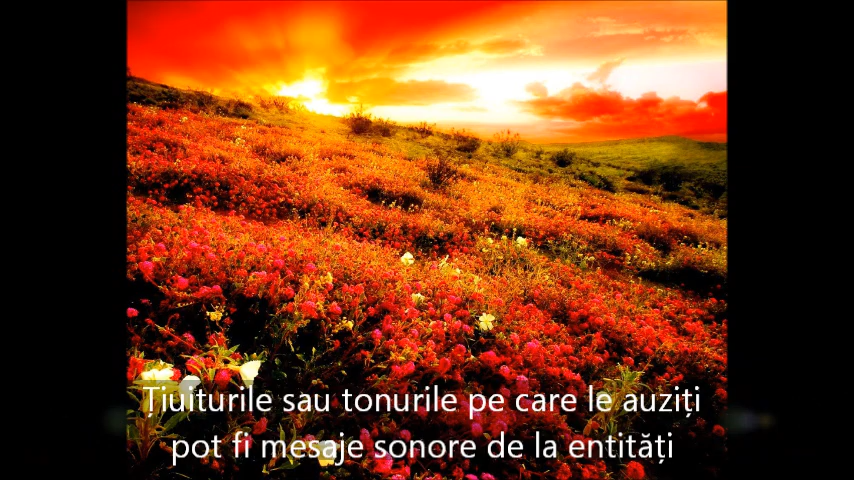 Țiuiturile sau tonurile pe care le auziți
pot fi mesaje sonore de la entități